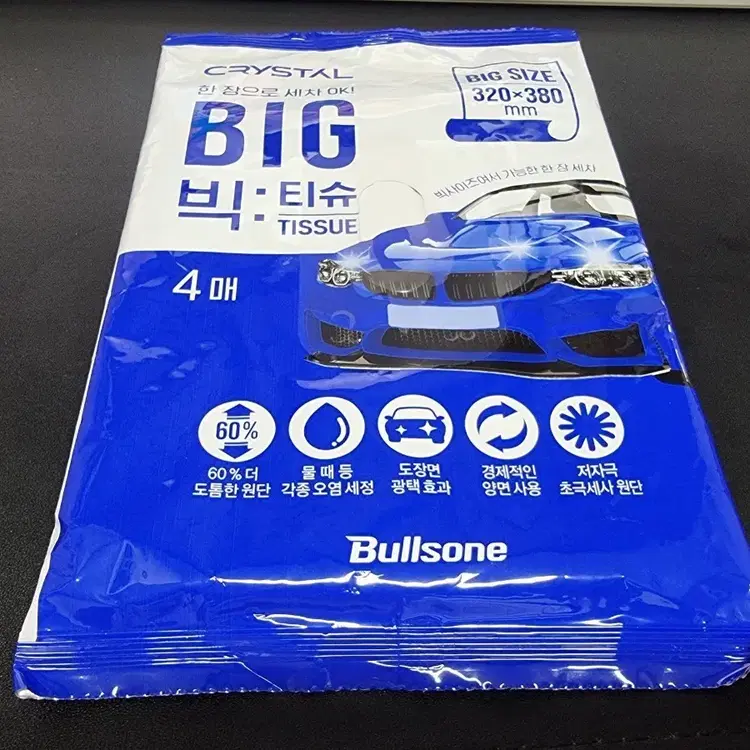 CRYSTAL
한 장으로 세차 OK!
BIG
빅:티슈
TISSUE
4매
BIG SIZE
320×380
mm
빅사이즈여서 가능한 한 장 세차
60%
60% 더
도톰한 원단
물 때 등
각종 오염 세정
도장면
광택 효과
경제적인
양면 사용
저자극
초극세사 원단
Bullsone